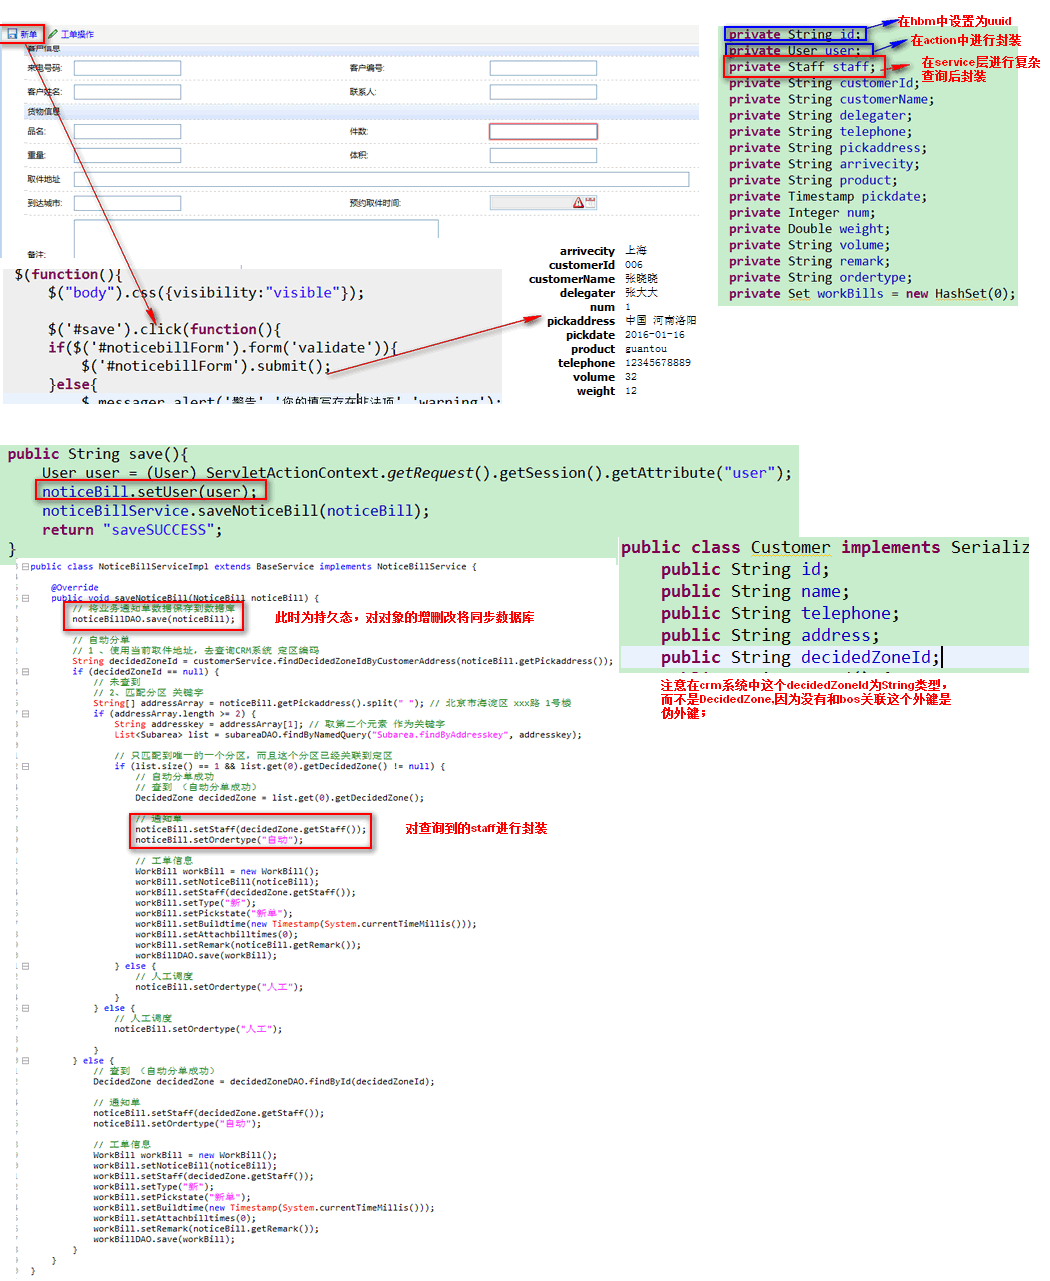 新单 工单操作
客户信息
来电号码: 客户编号:
客户姓名: 联系人:
货物信息
品名: 件数:
重量: 体积:
取件地址
到达城市: 预约取件时间:
备注:
private String id;
private User user;
private Staff staff;
private String customerId;
private String customerName;
private String delegater;
private String telephone;
private String pickaddress;
private String arrivecity;
private String product;
private Timestamp pickdate;
private Integer num;
private Double weight;
private String volume;
private String remark;
private String ordertype;
private Set workBills = new HashSet(0);
在hbm中设置为uuid
在action中进行封装
在service层进行复杂
查询后封装
$(function(){
$("body").css({visibility:"visible"});
$('#save').click(function(){
if($('#noticebillForm').form('validate')){
$('#noticebillForm').submit();
}else{
$.messager.alert('警告','您的填写存在非法项','warning');
arrivecity 上海
customerId 006
customerName 张晓晓
delegater 张大大
num 1
pickaddress 中国 河南洛阳
pickdate 2016-01-16
product guantou
telephone 12345678889
volume 32
weight 12
public String save(){
User user = (User) ServletActionContext.getRequest().getSession().getAttribute("user");
noticeBill.setUser(user);
noticeBillService.saveNoticeBill(noticeBill);
return "saveSUCCESS";
}
public class Customer implements Serializ
public String id;
public String name;
public String telephone;
public String address;
public String decidedZoneId;
注意在crm系统中这个decidedZoneId为String类型，
而不是DecidedZone,因为没有和bos关联这个外键是
伪外键；
public class NoticeBillServiceImpl extends BaseService implements NoticeBillService {
@Override
public void saveNoticeBill(NoticeBill noticeBill) {
// 将业务通知单数据保存到数据库
noticeBillDAO.save(noticeBill);
此时为持久态，对对象的增删改将同步数据库
// 自动分单
// 1 、使用当前取件地址，去查询CRM系统 定区编码
String decidedZoneId = customerService.findDecidedZoneIdByCustomerAddress(noticeBill.getPickaddress());
if (decidedZoneId == null) {
// 未查到
// 2、匹配分区 关键字
String[] addressArray = noticeBill.getPickaddress().split(" "); // 北京市海淀区 xxx路 1号楼
if (addressArray.length >= 2) {
String addresskey = addressArray[1]; // 取第二个元素 作为关键字
List<Subarea> list = subareaDAO.findByNamedQuery("Subarea.findByAddresskey", addresskey);
// 只匹配到唯一的一个分区，而且这个分区已经关联到定区
if (list.size() == 1 && list.get(0).getDecidedZone() != null) {
// 自动分单成功
// 查到 （自动分单成功）
DecidedZone decidedZone = list.get(0).getDecidedZone();
// 通知单
noticeBill.setStaff(decidedZone.getStaff());
noticeBill.setOrdertype("自动");
对查询到的staff进行封装
// 工单信息
WorkBill workBill = new WorkBill();
workBill.setNoticeBill(noticeBill);
workBill.setStaff(decidedZone.getStaff());
workBill.setType("新");
workBill.setPickstate("新单");
workBill.setBuildtime(new Timestamp(System.currentTimeMillis()));
workBill.setAttachbilltimes(0);
workBill.setRemark(noticeBill.getRemark());
workBillDAO.save(workBill);
} else {
// 人工调度
noticeBill.setOrdertype("人工");
}
} else {
// 人工调度
noticeBill.setOrdertype("人工");
}
} else {
// 查到 （自动分单成功）
DecidedZone decidedZone = decidedZoneDAO.findById(decidedZoneId);
// 通知单
noticeBill.setStaff(decidedZone.getStaff());
noticeBill.setOrdertype("自动");
// 工单信息
WorkBill workBill = new WorkBill();
workBill.setNoticeBill(noticeBill);
workBill.setStaff(decidedZone.getStaff());
workBill.setType("新");
workBill.setPickstate("新单");
workBill.setBuildtime(new Timestamp(System.currentTimeMillis()));
workBill.setAttachbilltimes(0);
workBill.setRemark(noticeBill.getRemark());
workBillDAO.save(workBill);
}
}
}